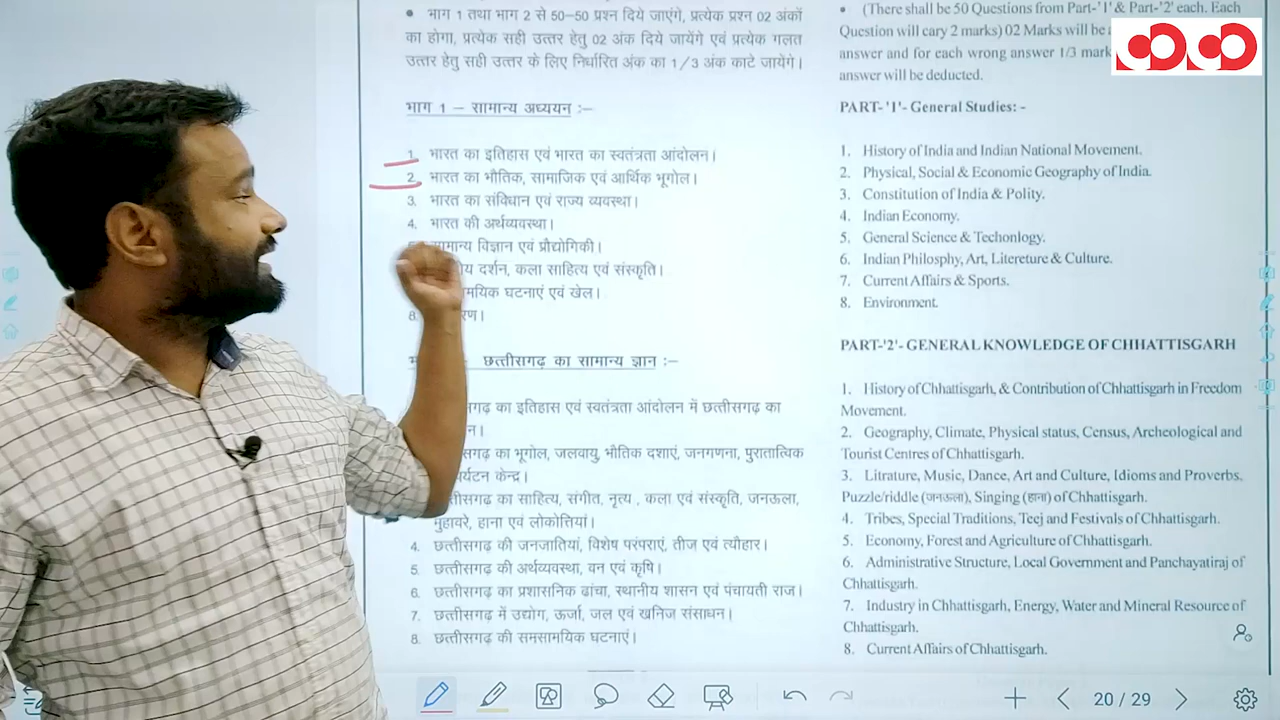 • भाग 1 तथा भाग 2 से 50–50 प्रश्न दिये जाएंगे, प्रत्येक प्रश्न 02 अंकों
का होगा, प्रत्येक सही उत्तर हेतु 02 अंक दिये जायेंगे एवं प्रत्येक गलत
उत्तर हेतु सही उत्तर के लिए निर्धारित अंक का 1/3 अंक काटे जायेंगे।
भाग 1 – सामान्य अध्ययन :–
1. भारत का इतिहास एवं भारत का स्वतंत्रता आंदोलन।
2. भारत का भौतिक, सामाजिक एवं आर्थिक भूगोल।
3. भारत का संविधान एवं राज्य व्यवस्था।
4. भारत की अर्थव्यवस्था।
विज्ञान एवं प्रौद्योगिकी।
दर्शन, कला साहित्य एवं संस्कृति।
घटनाएं एवं खेल।
8.
छत्तीसगढ़ का सामान्य ज्ञान :–
का इतिहास एवं स्वतंत्रता आंदोलन में छत्तीसगढ़ का
का भूगोल, जलवायु, भौतिक दशाएं, जनगणना, पुरातात्विक
केन्द्र।
का साहित्य, संगीत, नृत्य , कला एवं संस्कृति, जनऊला,
मुहावरे, हाना एवं लोकोत्तियां।
4. छत्तीसगढ़ की जनजातियां, विशेष परंपराएं, तीज एवं त्यौहार।
5. छत्तीसगढ़ की अर्थव्यवस्था, वन एवं कृषि।
6. छत्तीसगढ़ का प्रशासनिक ढांचा, स्थानीय शासन एवं पंचायती राज।
7. छत्तीसगढ़ में उद्योग, ऊर्जा, जल एवं खनिज संसाधन।
8. छत्तीसगढ़ की समसामयिक घटनाएं।
• (There shall be 50 Questions from Part-'1' & Part-'2' each. Each
Question will cary 2 marks) 02 Marks will be
answer and for each wrong answer 1/3 mark
answer will be deducted.
PART- '1'- General Studies: -
1. History of India and Indian National Movement.
2. Physical, Social & Economic Geography of India.
3. Constitution of India & Polity.
4. Indian Economy.
5. General Science & Techonlogy.
6. Indian Philosphy, Art, Litereture & Culture.
7. Current Affairs & Sports.
8. Environment.
PART-'2'- GENERAL KNOWLEDGE OF CHHATTISGARH
1. History of Chhattisgarh, & Contribution of Chhattisgarh in Freedom
Movement.
2. Geography, Climate, Physical status, Census, Archeological and
Tourist Centres of Chhattisgarh.
3. Litrature, Music, Dance, Art and Culture, Idioms and Proverbs,
Puzzle/riddle (जनऊला), Singing (हाना) of Chhattisgarh.
4. Tribes, Special Traditions, Teej and Festivals of Chhattisgarh.
5. Economy, Forest and Agriculture of Chhattisgarh.
6. Administrative Structure, Local Government and Panchayatiraj of
Chhattisgarh.
7. Industry in Chhattisgarh, Energy, Water and Mineral Resource of
Chhattisgarh.
8. Current Affairs of Chhattisgarh.
20 / 29